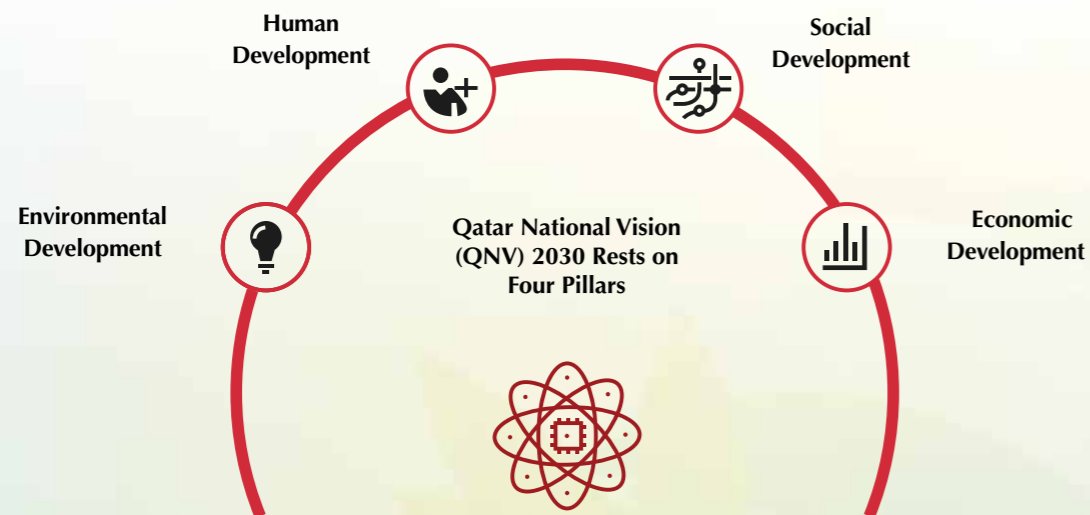 Human
Development
Social
Development
Environmental
Development
Qatar National Vision
(QNV) 2030 Rests on
Four Pillars
Economic
Development